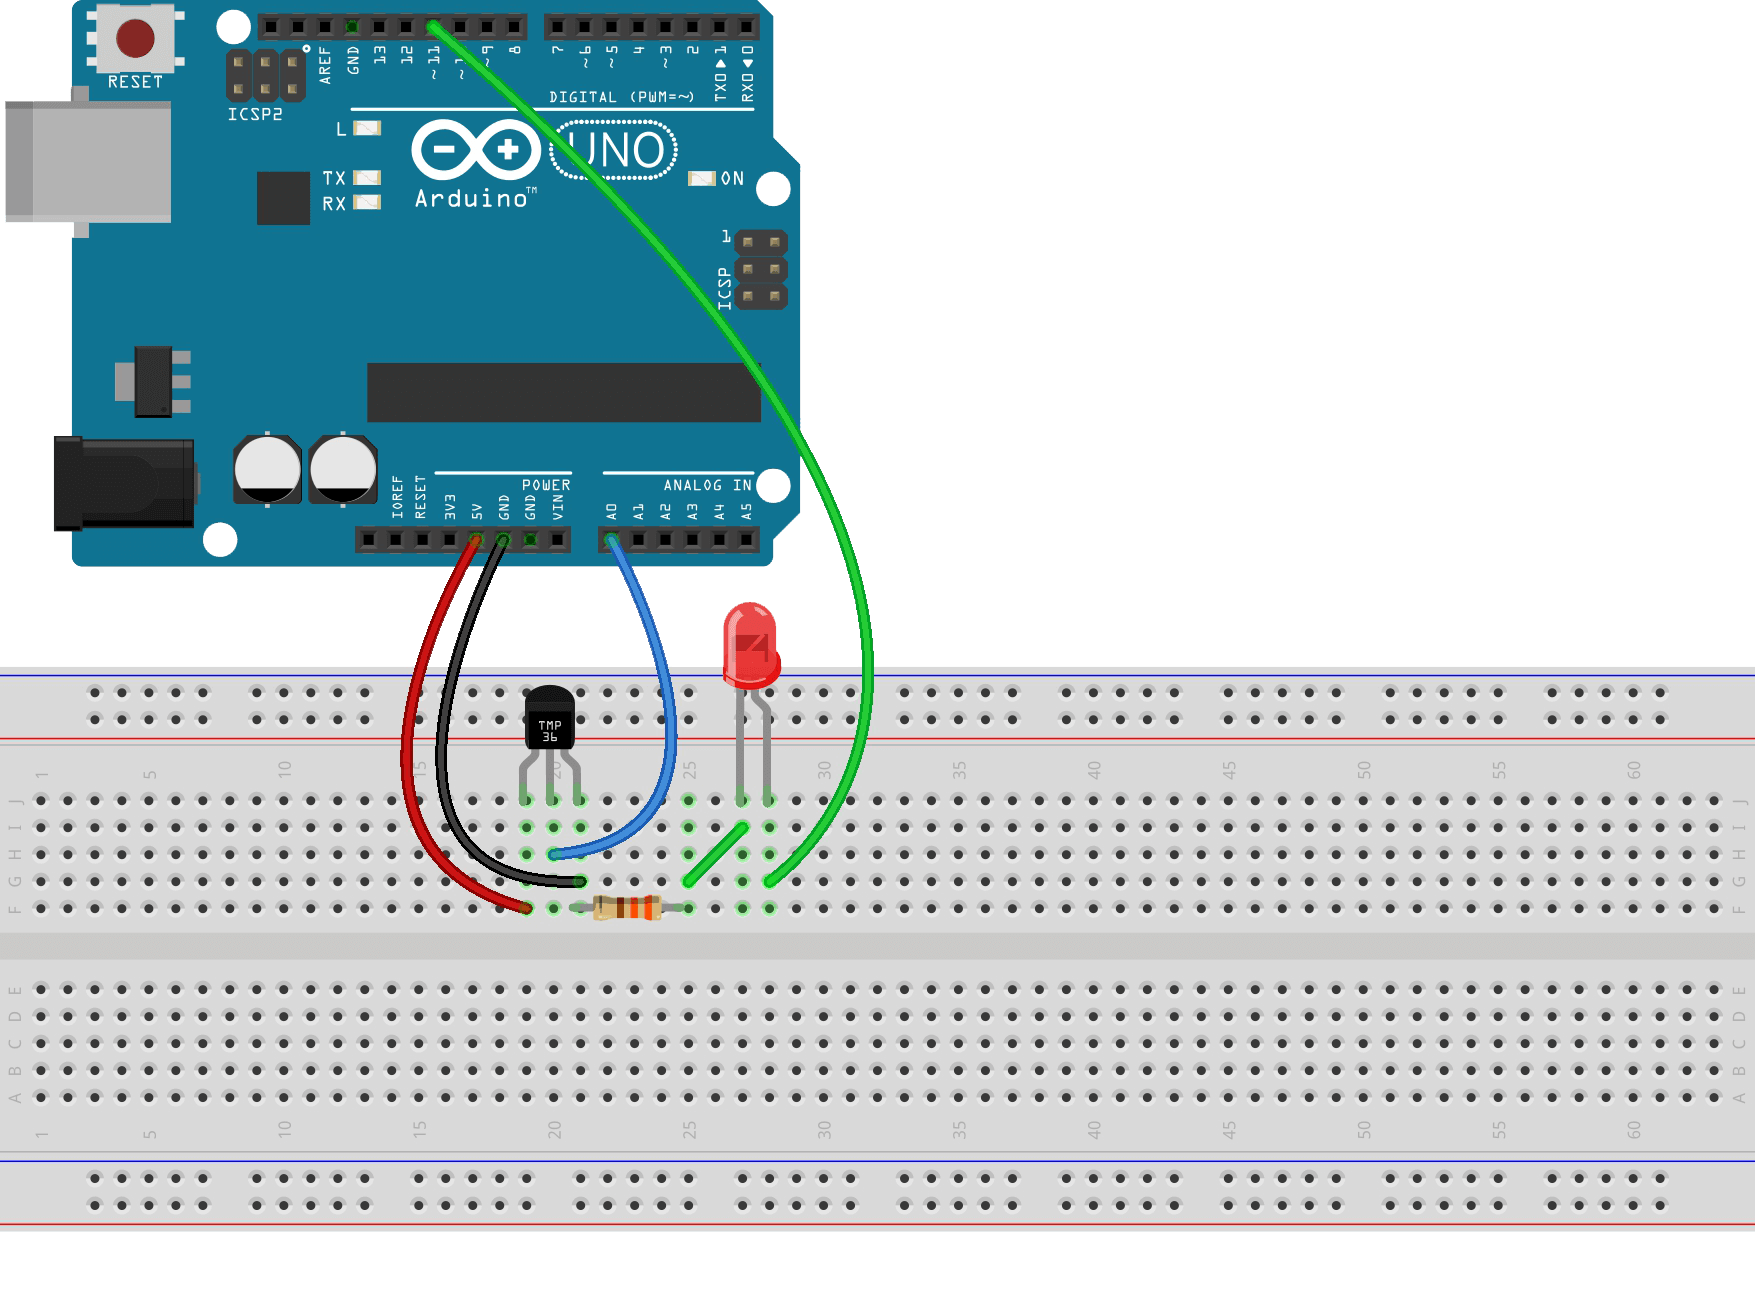 RESET
ICSP2
AREF
GND
13
12
~11
~1
~9
8
7
~6
~5
4
~3
2
TX0▶1
RX0◀0
DIGITAL (PWM=~)
L
TX
RX
Arduino™
UNO
ON
1
ICSP
IOREF
RESET
3V3
5V
GND
GND
VIN
POWER
A0
A1
A2
A3
A4
A5
ANALOG IN
TMP
36
1 5 10 15 20 25 30 35 40 45 50 55 60
J J
I I
H H
G G
F F
E E
D D
C C
B B
A A
1 5 10 15 20 25 30 35 40 45 50 55 60